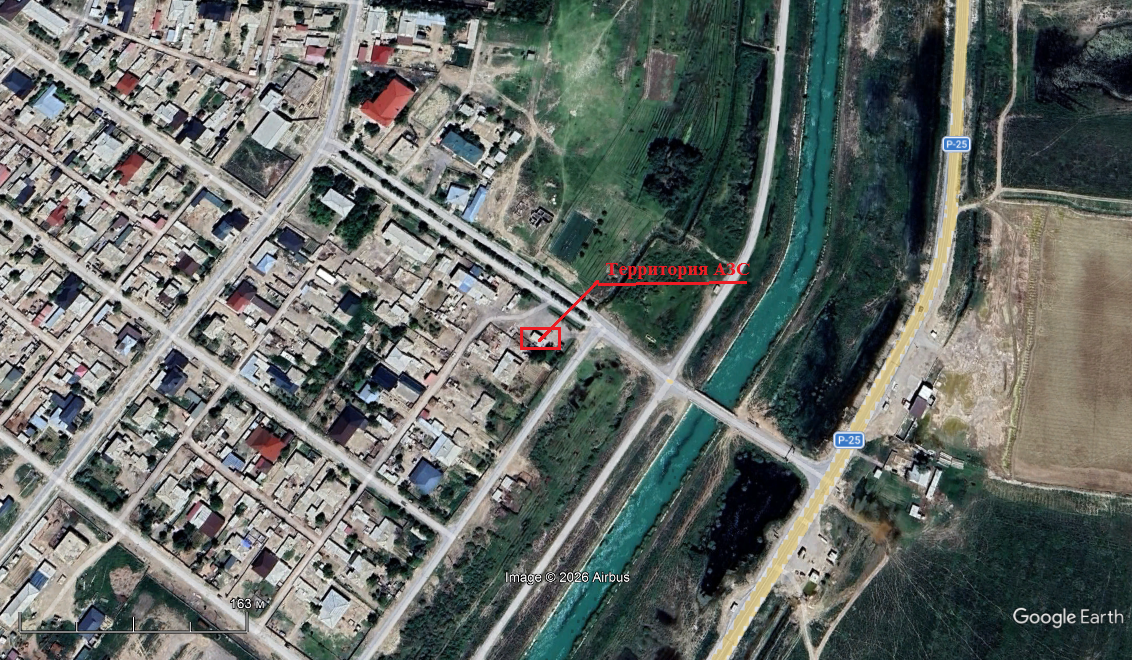 P-25
Территория АЗС
P-25
Image © 2026 Airbus
163 м
Google Earth